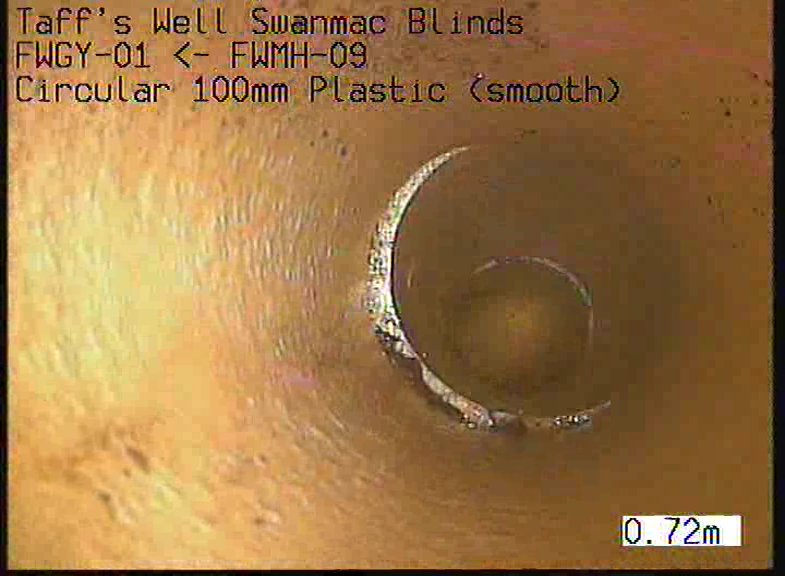 Taff's Well Swanmac Blinds
FWGY-01 <- FWMH-09
Circular 100mm Plastic (smooth)
0.72m